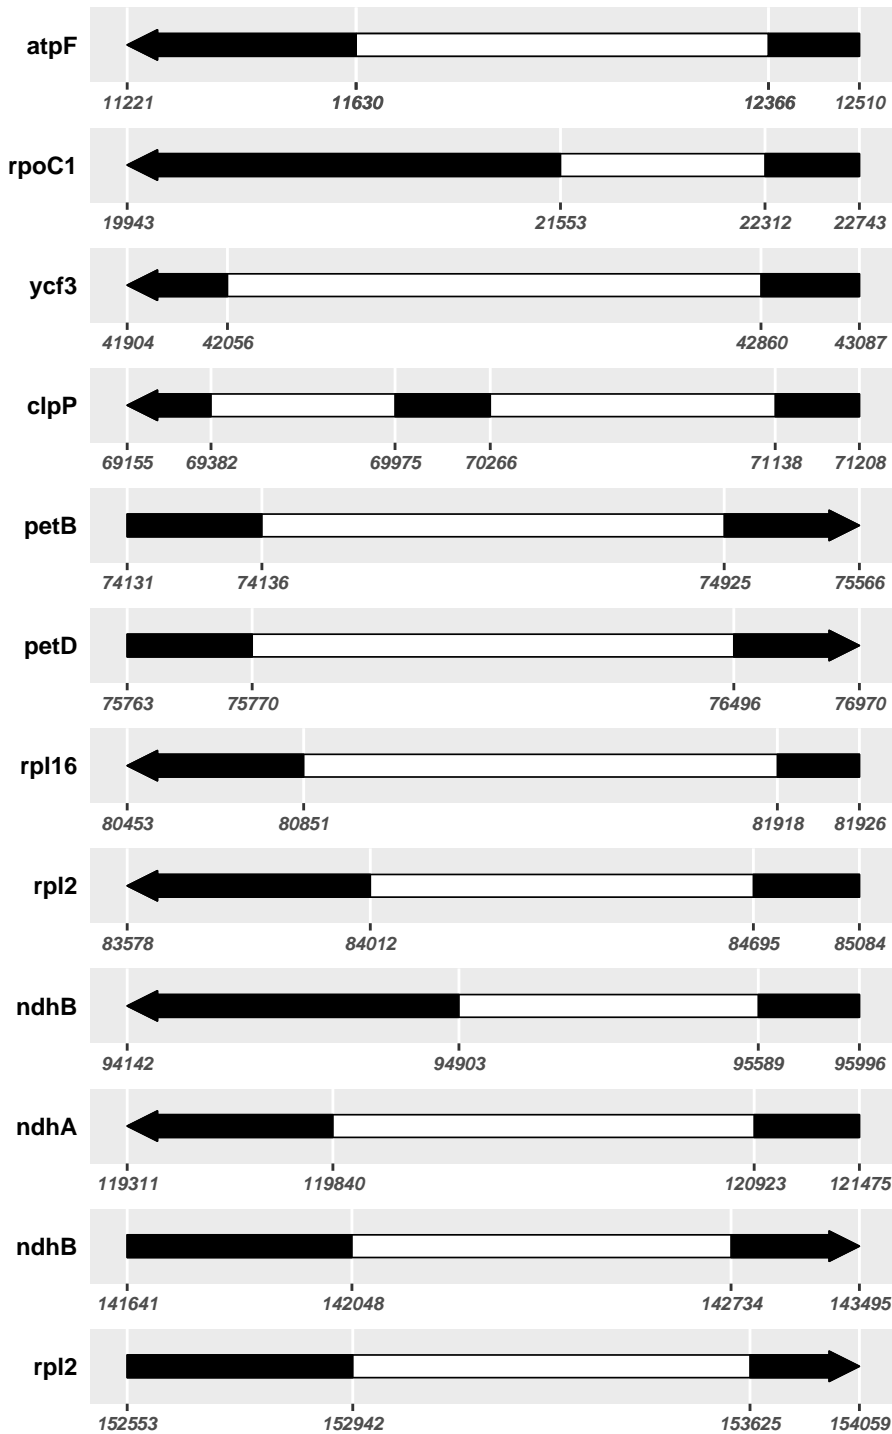 atpF
11221 11630 12366 12510
rpoC1
19943 21553 22312 22743
ycf3
41904 42056 42860 43087
clpP
69155 69382 69975 70266 71138 71208
petB
74131 74136 74925 75566
petD
75763 75770 76496 76970
rpl16
80453 80851 81918 81926
rpl2
83578 84012 84695 85084
ndhB
94142 94903 95589 95996
ndhA
119311 119840 120923 121475
ndhB
141641 142048 142734 143495
rpl2
152553 152942 153625 154059